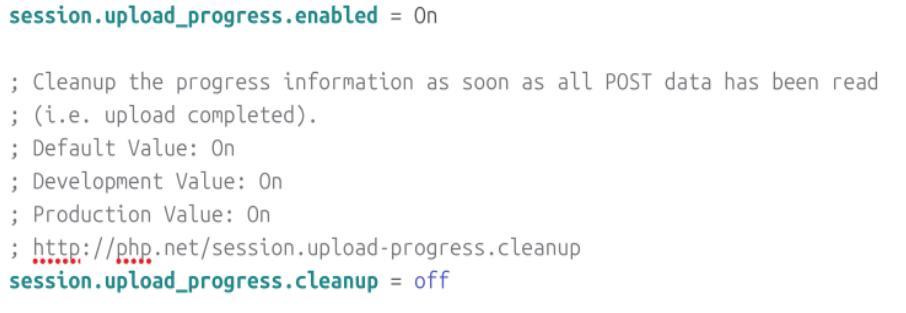 session.upload_progress.enabled = On
; Cleanup the progress information as soon as all POST data has been read
; (i.e. upload completed).
; Default Value: On
; Development Value: On
; Production Value: On
; http://php.net/session.upload-progress.cleanup
session.upload_progress.cleanup = off